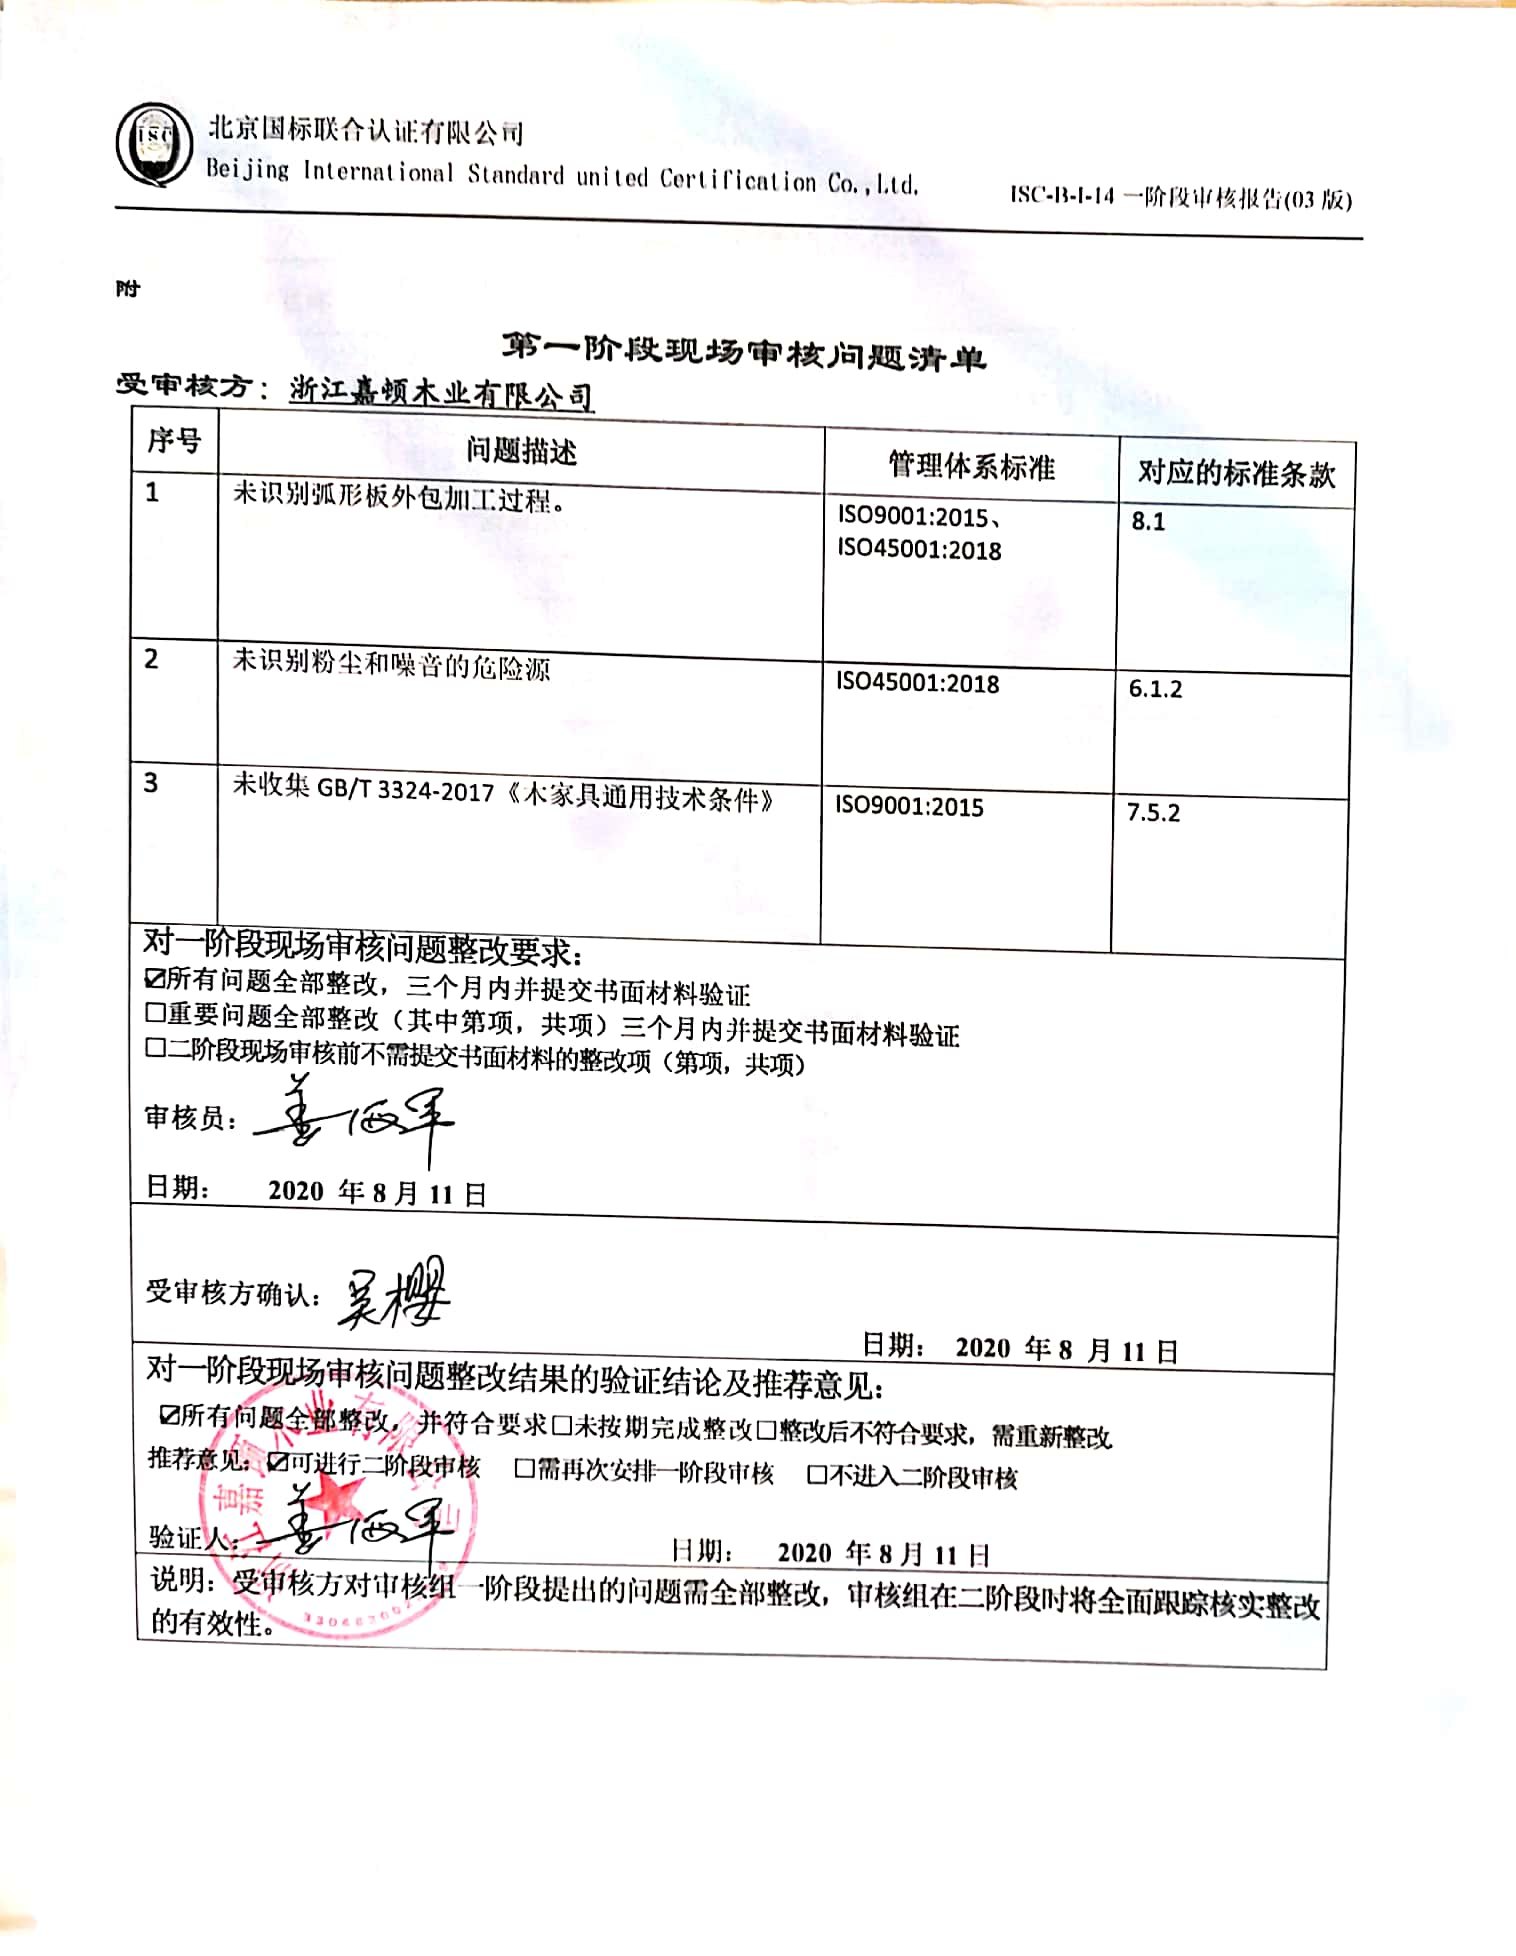 ISC
北京国标联合认证有限公司
Beijing International Standard united Certification Co.,Ltd.
ISC-B-I-14 一阶段审核报告(03 版)
附
第一阶段现场审核问题清单
受审核方：浙江嘉顿木业有限公司
序号 问题描述 管理体系标准 对应的标准条款
1 未识别弧形板外包加工过程。 ISO9001:2015、 8.1
ISO45001:2018
2 未识别粉尘和噪音的危险源 ISO45001:2018 6.1.2
3 未收集 GB/T 3324-2017《木家具通用技术条件》 ISO9001:2015 7.5.2
对一阶段现场审核问题整改要求：
☑所有问题全部整改，三个月内并提交书面材料验证
□重要问题全部整改（其中第项，共项）三个月内并提交书面材料验证
□二阶段现场审核前不需提交书面材料的整改项（第项，共项）
审核员：
日期： 2020 年 8 月 11 日
受审核方确认：吴樱
日期： 2020 年 8 月 11 日
对一阶段现场审核问题整改结果的验证结论及推荐意见：
☑所有问题全部整改，并符合要求□未按期完成整改□整改后不符合要求，需重新整改
推荐意见：☑可进行二阶段审核 □需再次安排一阶段审核 □不进入二阶段审核
验证人：
日期： 2020 年 8 月 11 日
说明：受审核方对审核组一阶段提出的问题需全部整改，审核组在二阶段时将全面跟踪核实整改
的有效性。